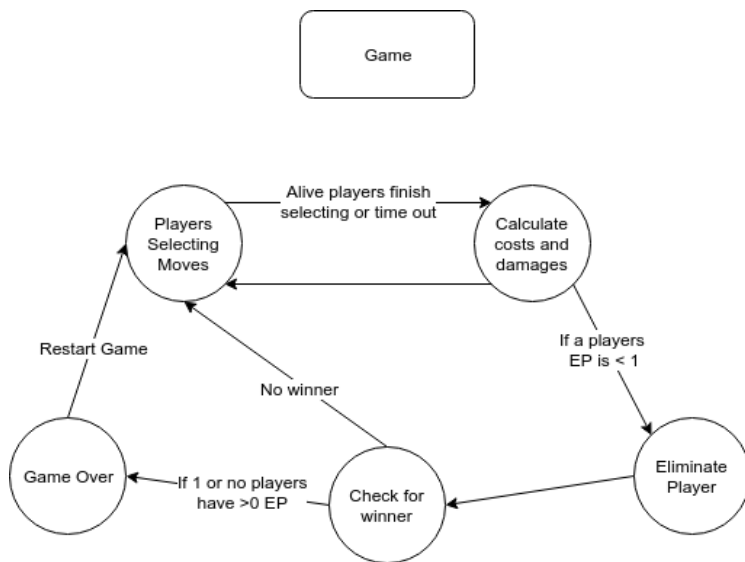 Game
Alive players finish
selecting or time out
Players
Selecting
Moves
Calculate
costs and
damages
If a players
EP is < 1
Restart Game
No winner
Game Over
If 1 or no players
have >0 EP
Check for
winner
Eliminate
Player